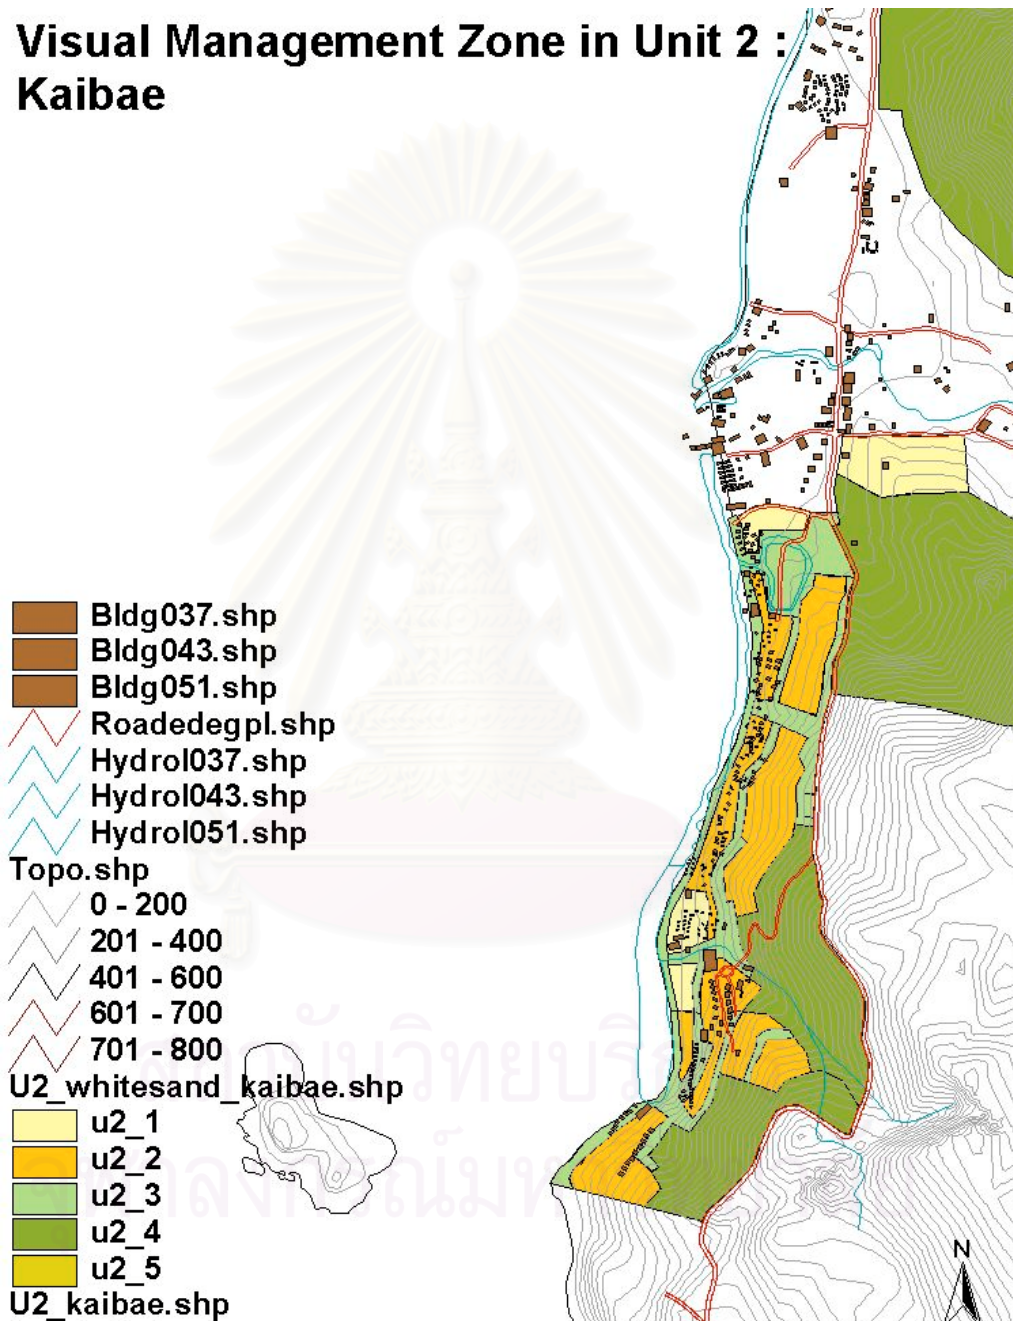 Visual Management Zone in Unit 2 :
Kaibae
Bldg037.shp
Bldg043.shp
Bldg051.shp
Roadedegpl.shp
Hydrol037.shp
Hydrol043.shp
Hydrol051.shp
Topo.shp
0 - 200
201 - 400
401 - 600
601 - 700
701 - 800
U2_whitesand_kaibae.shp
u2_1
u2_2
u2_3
u2_4
u2_5
U2_kaibae.shp
N